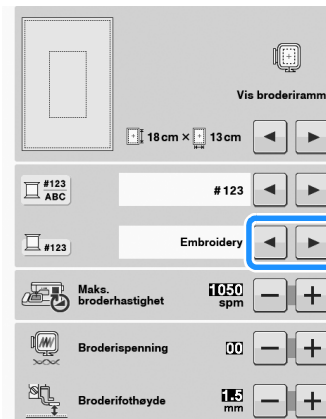 Vis broderiramm
18 cm × 13 cm
#123
ABC
#123
#123
Embroidery
Maks.
broderhastighet
1050
spm
Broderispenning
00
Broderifothøyde
1.5
mm